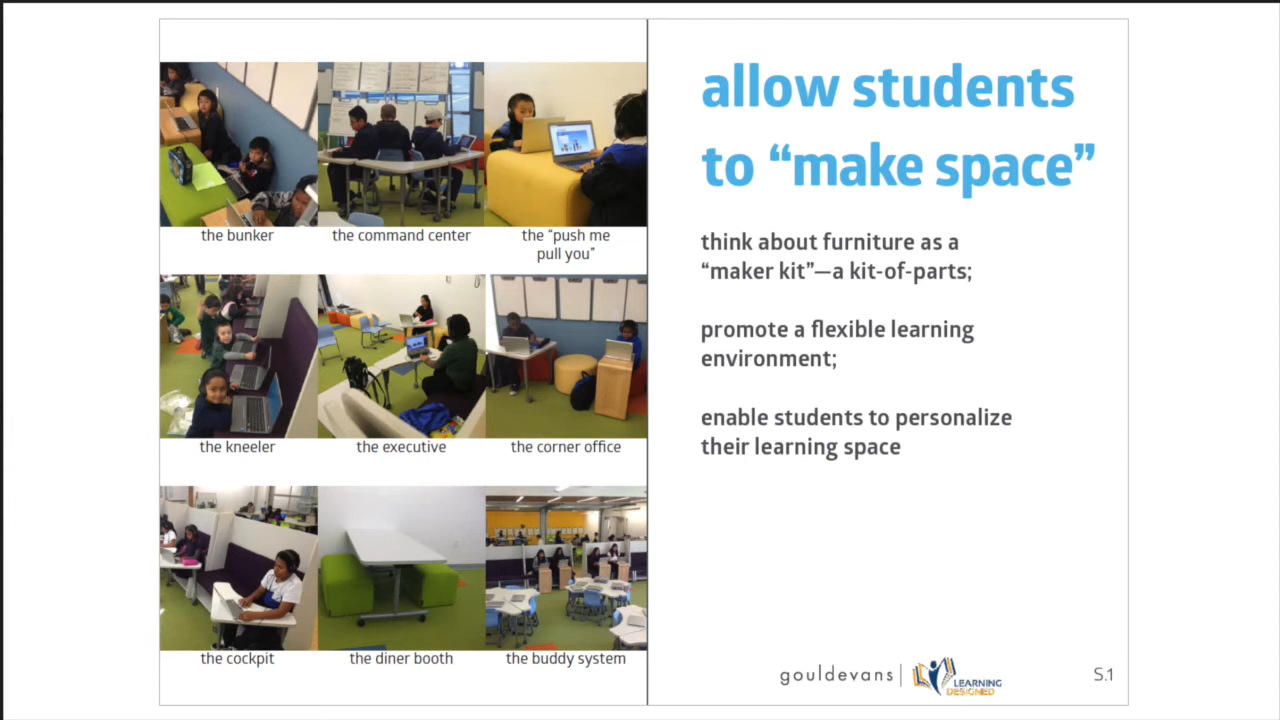 the bunker
the command center
the “push me
pull you”
the kneeler
the executive
the corner office
the cockpit
the diner booth
the buddy system
allow students
to “make space”
think about furniture as a
“maker kit”—a kit-of-parts;
promote a flexible learning
environment;
enable students to personalize
their learning space
gouldevans
LEARNING
DESIGNED
S.1